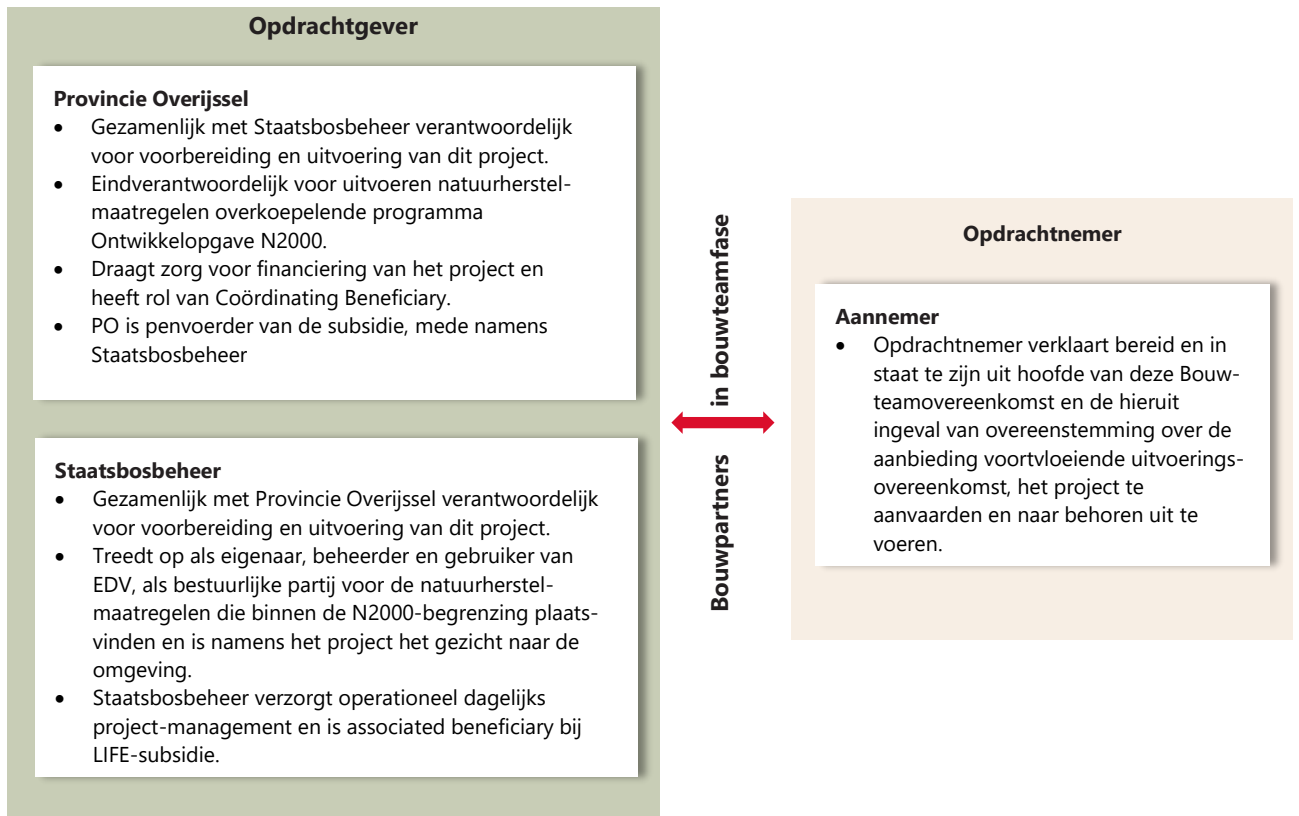 Opdrachtgever
Provincie Overijssel
• Gezamenlijk met Staatsbosbeheer verantwoordelijk
voor voorbereiding en uitvoering van dit project.
• Eindverantwoordelijk voor uitvoeren natuurherstel-
maatregelen overkoepelende programma
Ontwikkelopgave N2000.
• Draagt zorg voor financiering van het project en
heeft rol van Coördinating Beneficiary.
• PO is penvoerder van de subsidie, mede namens
Staatsbosbeheer
Staatsbosbeheer
• Gezamenlijk met Provincie Overijssel verantwoordelijk
voor voorbereiding en uitvoering van dit project.
• Treedt op als eigenaar, beheerder en gebruiker van
EDV, als bestuurlijke partij voor de natuurherstel-
maatregelen die binnen de N2000-begrenzing plaats-
vinden en is namens het project het gezicht naar de
omgeving.
• Staatsbosbeheer verzorgt operationeel dagelijks
project-management en is associated beneficiary bij
LIFE-subsidie.
Bouwpartners in bouwteamfase
Opdrachtnemer
Aannemer
• Opdrachtnemer verklaart bereid en in
staat te zijn uit hoofde van deze Bouw-
teamovereenkomst en de hieruit
ingeval van overeenstemming over de
aanbieding voortvloeiende uitvoerings-
overeenkomst, het project te
aanvaarden en naar behoren uit te
voeren.